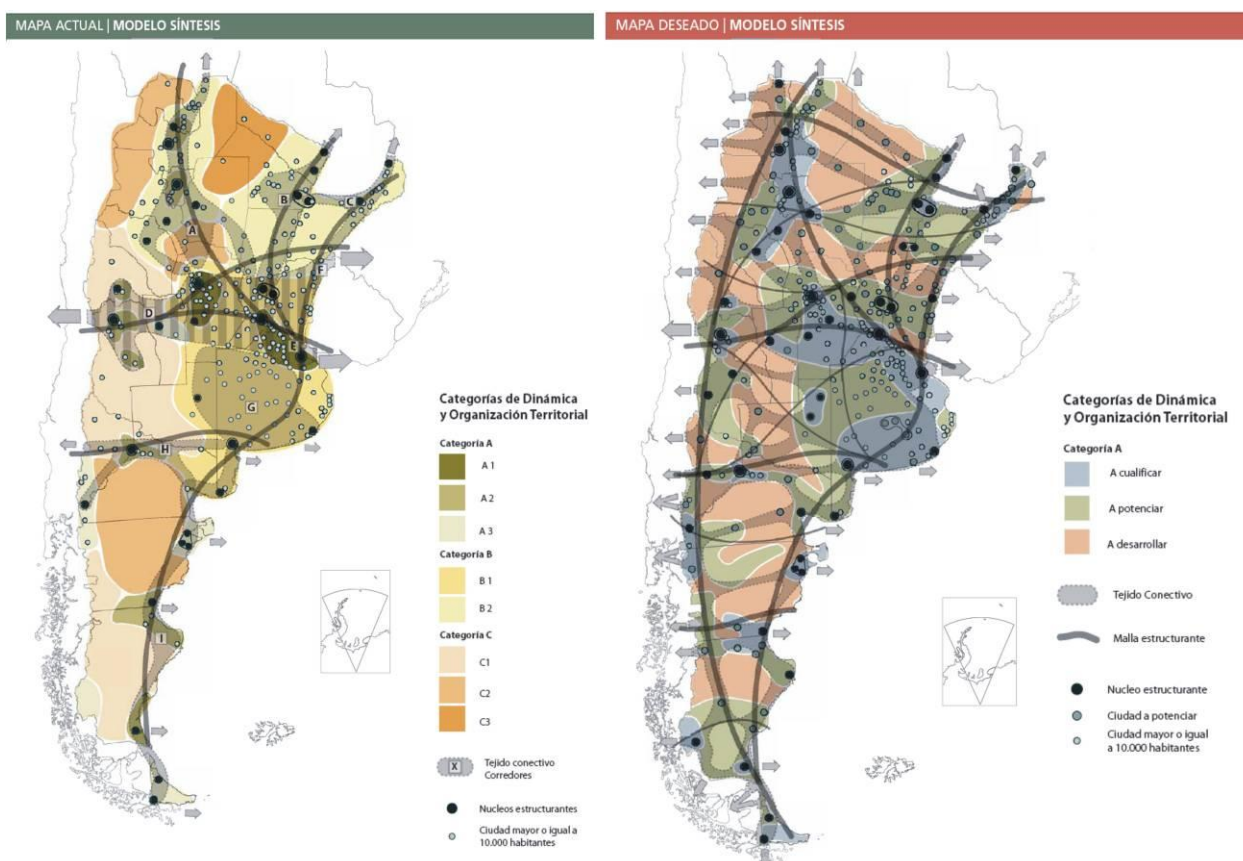 MAPA ACTUAL | MODELO SÍNTESIS
A
B
C
D
F
E
G
H
I
Categorías de Dinámica
y Organización Territorial
Categoría A
A 1
A 2
A 3
Categoría B
B 1
B 2
Categoría C
C1
C2
C3
X
Tejido conectivo
Corredores
Nucleos estructurantes
Ciudad mayor o igual a
10.000 habitantes
MAPA DESEADO | MODELO SÍNTESIS
Categorías de Dinámica
y Organización Territorial
Categoría A
A cualificar
A potenciar
A desarrollar
Tejido Conectivo
Malla estructurante
Nucleo estructurante
Ciudad a potenciar
Ciudad mayor o igual
a 10.000 habitantes